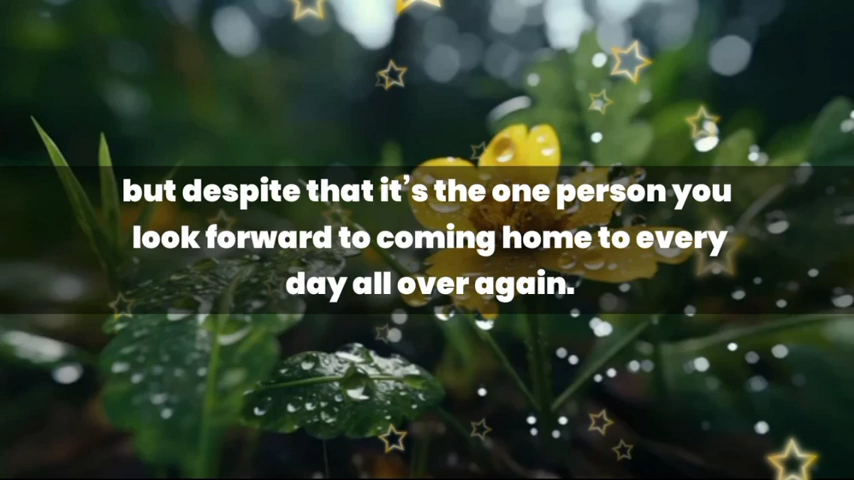 but despite that it’s the one person you
look forward to coming home to every
day all over again.